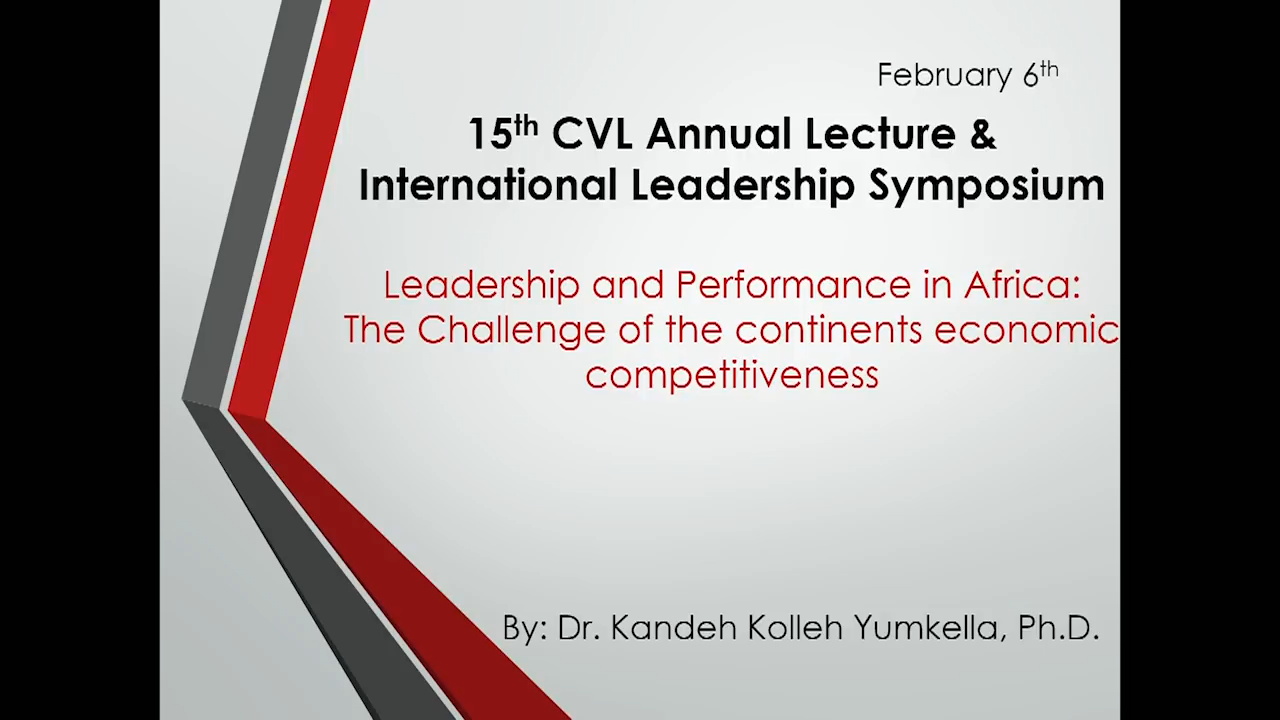 February 6th
15th CVL Annual Lecture &
International Leadership Symposium
Leadership and Performance in Africa:
The Challenge of the continents economic
competitiveness
By: Dr. Kandeh Kolleh Yumkella, Ph.D.